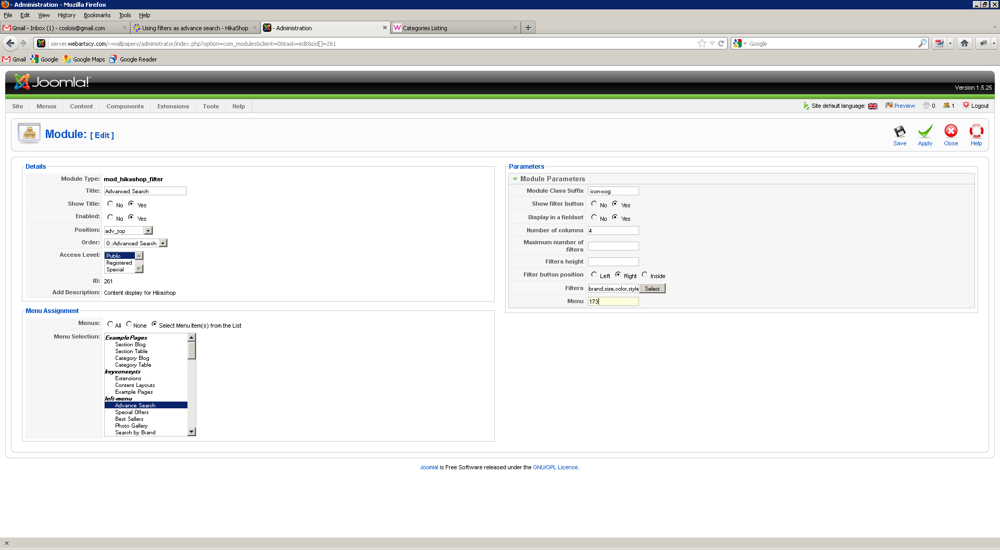 - Administration - Mozilla Firefox
File Edit View History Bookmarks Tools Help
Gmail - Inbox (1) - coslois@gmail.com
Using filters as advance search - HikaShop
- Administration
Categories Listing
server.webartscy.com/~wallpapers/administrator/index.php?option=com_modules&client=0&task=edit&cid[]=261
Google
Gmail Google Google Maps Google Reader
Joomla!
Version 1.5.25
Site Menus Content Components Extensions Tools Help
Site default language: Preview 0 1 Logout
Module: [ Edit ]
Save Apply Close Help
Details
Module Type: mod_hikashop_filter
Title: Advanced Search
Show Title: No Yes
Enabled: No Yes
Position: adv_top
Order: 0::Advanced Search
Access Level: Public
Registered
Special
ID: 261
Add Description: Content display for Hikashop
Menu Assignment
Menus: All None Select Menu Item(s) from the List
Menu Selection: ExamplePages
Section Blog
Section Table
Category Blog
Category Table
keyconcepts
Extensions
Content Layouts
Example Pages
left-menu
Advance Search
Special Offers
Best Sellers
Photo Gallery
Search by Brand
Parameters
Module Parameters
Module Class Suffix icon-cog
Show filter button No Yes
Display in a fieldset No Yes
Number of columns 4
Maximum number of
filters
Filters height
Filter button position Left Right Inside
Filters brand,size,color,style Select
Menu 173
Joomla! is Free Software released under the GNU/GPL License.